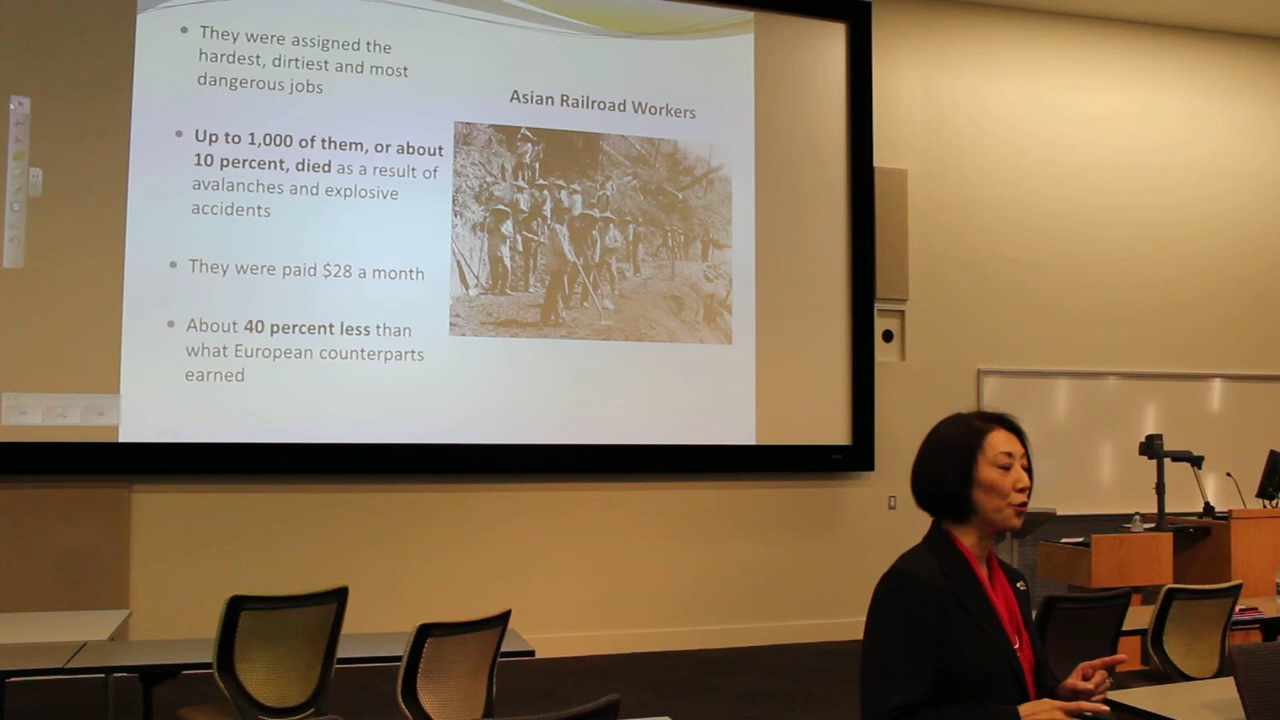 • They were assigned the
hardest, dirtiest and most
dangerous jobs
Asian Railroad Workers
• Up to 1,000 of them, or about
10 percent, died as a result of
avalanches and explosive
accidents
• They were paid $28 a month
• About 40 percent less than
what European counterparts
earned